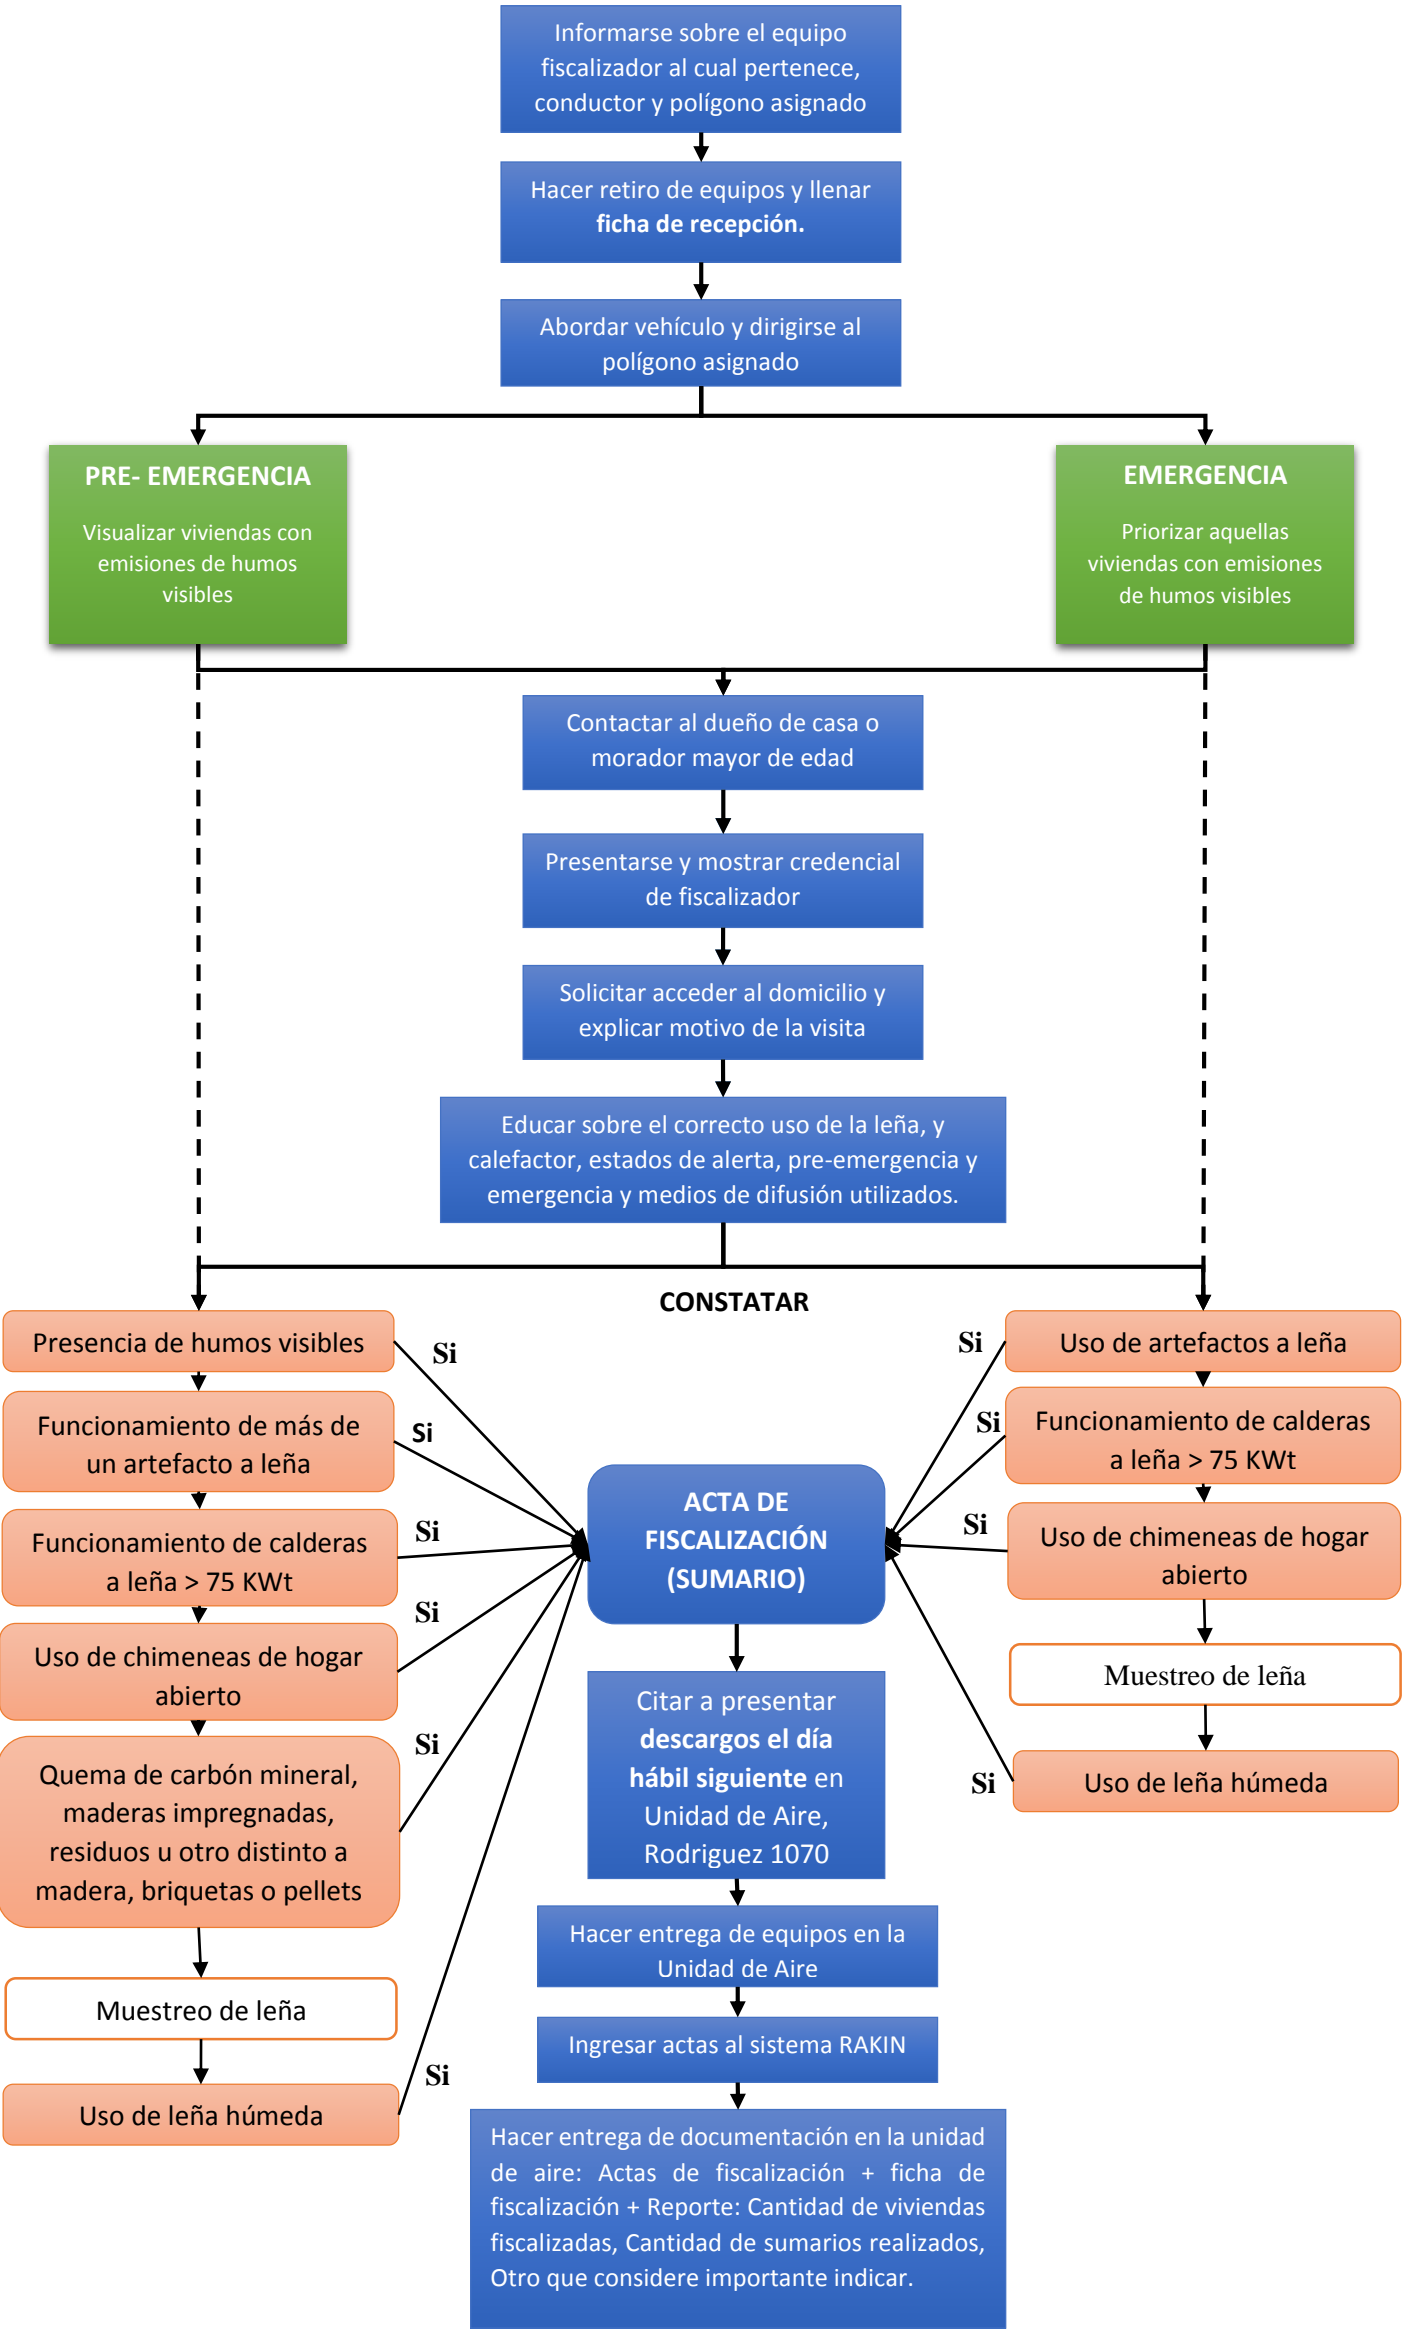 Informarse sobre el equipo
fiscalizador al cual pertenece,
conductor y polígono asignado
Hacer retiro de equipos y llenar
ficha de recepción.
Abordar vehículo y dirigirse al
polígono asignado
PRE- EMERGENCIA
Visualizar viviendas con
emisiones de humos
visibles
EMERGENCIA
Priorizar aquellas
viviendas con emisiones
de humos visibles
Contactar al dueño de casa o
morador mayor de edad
Presentarse y mostrar credencial
de fiscalizador
Solicitar acceder al domicilio y
explicar motivo de la visita
Educar sobre el correcto uso de la leña, y
calefactor, estados de alerta, pre-emergencia y
emergencia y medios de difusión utilizados.
CONSTATAR
Presencia de humos visibles
Si
Funcionamiento de más de
un artefacto a leña
Si
Funcionamiento de calderas
a leña > 75 KWt
Si
Uso de chimeneas de hogar
abierto
Si
Quema de carbón mineral,
maderas impregnadas,
residuos u otro distinto a
madera, briquetas o pellets
Si
Muestreo de leña
Uso de leña húmeda
Si
Si
Uso de artefactos a leña
Si
Funcionamiento de calderas
a leña > 75 KWt
Si
Uso de chimeneas de hogar
abierto
Muestreo de leña
Si
Uso de leña húmeda
ACTA DE
FISCALIZACIÓN
(SUMARIO)
Citar a presentar
descargos el día
hábil siguiente en
Unidad de Aire,
Rodriguez 1070
Hacer entrega de equipos en la
Unidad de Aire
Ingresar actas al sistema RAKIN
Hacer entrega de documentación en la unidad
de aire: Actas de fiscalización + ficha de
fiscalización + Reporte: Cantidad de viviendas
fiscalizadas, Cantidad de sumarios realizados,
Otro que considere importante indicar.